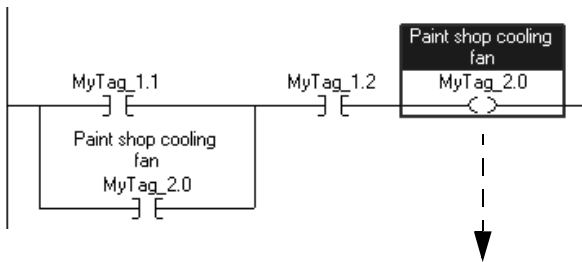 Paint shop cooling
fan
MyTag_1.1
MyTag_1.2
MyTag_2.0
Paint shop cooling
fan
MyTag_2.0